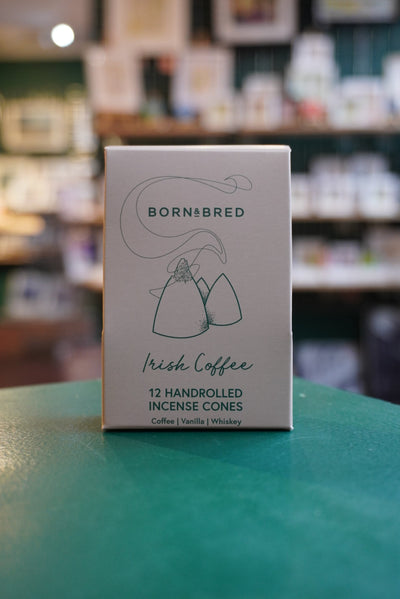 BORN&BRED
Irish Coffee
12 HANDROLLED
INCENSE CONES
Coffee | Vanilla | Whiskey